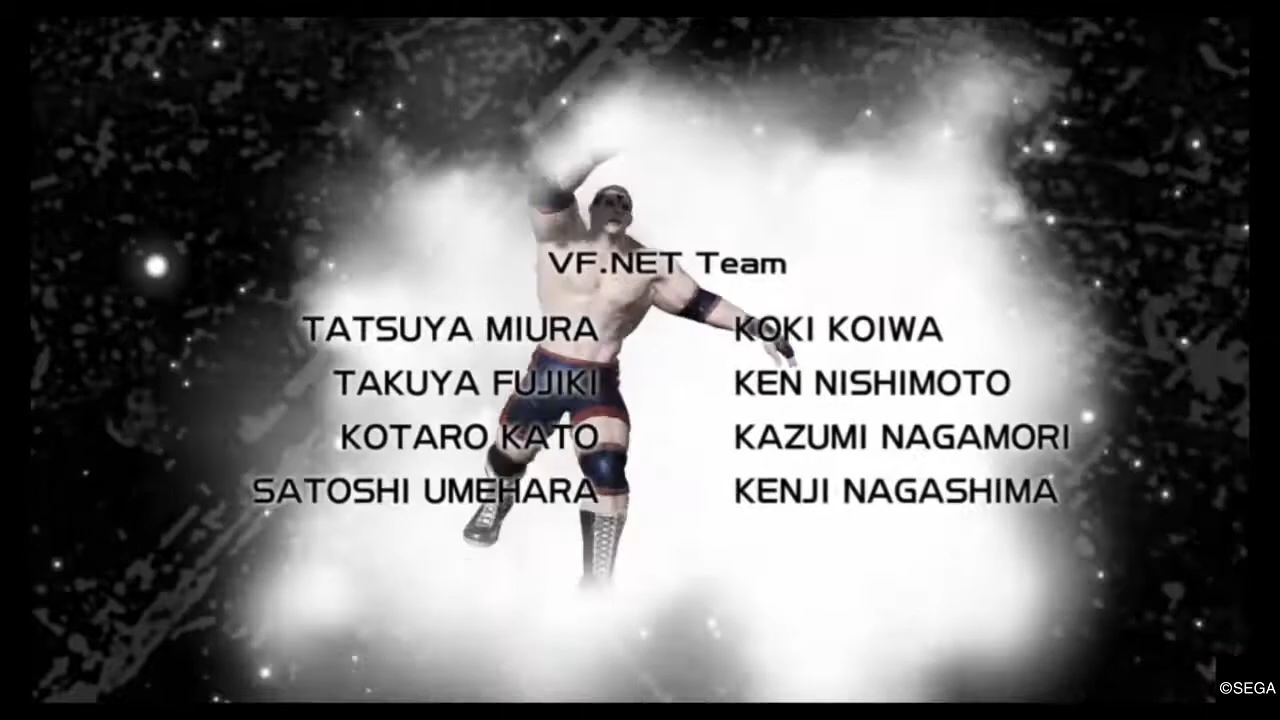 VF.NET Team
TATSUYA MIURA KOKI KOIWA
TAKUYA FUJIKI KEN NISHIMOTO
KOTARO KATO KAZUMI NAGAMORI
SATOSHI UMEHARA KENJI NAGASHIMA
©SEGA